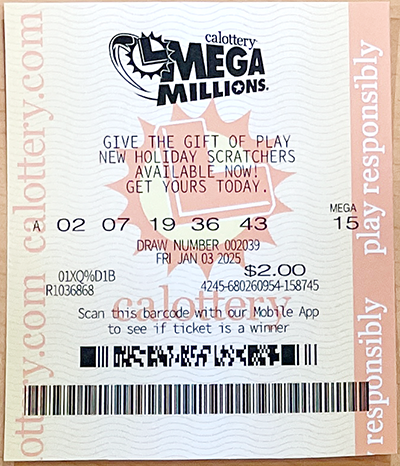 calottery
MEGA
MILLIONS
GIVE THE GIFT OF PLAY
NEW HOLIDAY SCRATCHERS
AVAILABLE NOW!
GET YOURS TODAY.
MEGA
A 02 07 19 36 43 15
DRAW NUMBER 002039
FRI JAN 03 2025
$2.00
01XQ%D1B
R1036868 4245-680260954-158745
calottery
Scan this barcode with our Mobile App
to see if ticket is a winner
ottery.com calottery.com
play responsibly
responsibly